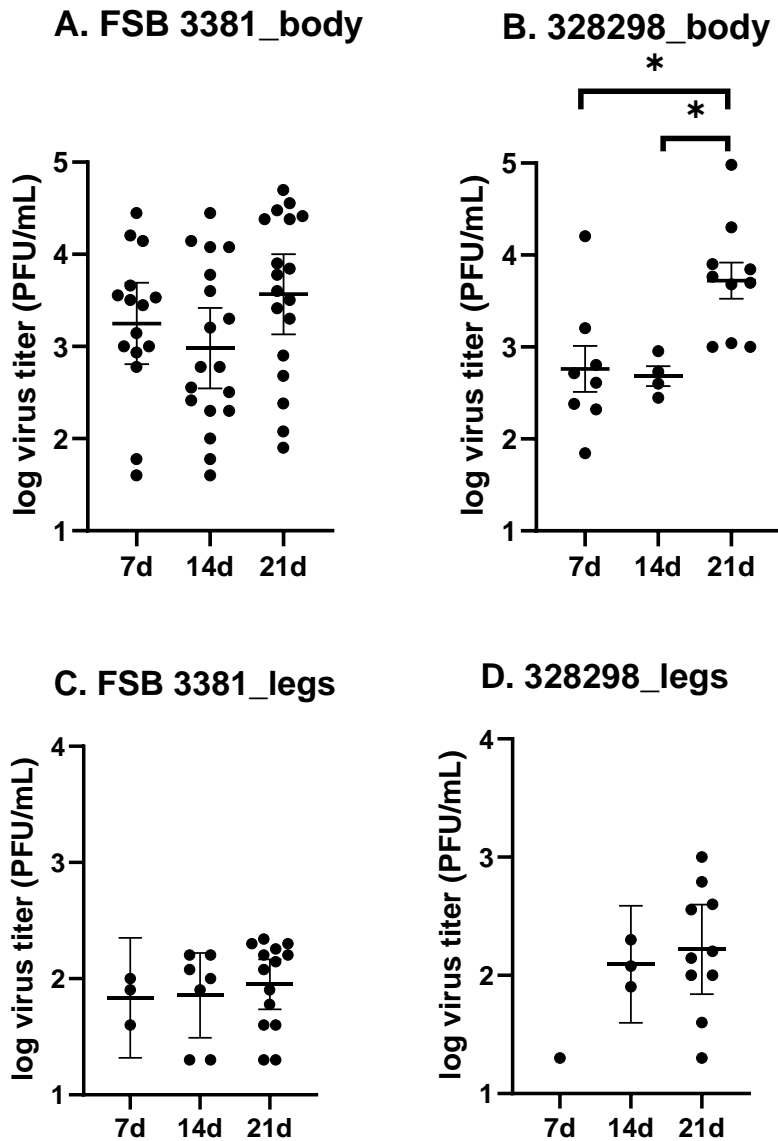 A. FSB 3381_body
log virus titer (PFU/mL)
5
4
3
2
1
7d 14d 21d
B. 328298_body
*
*
log virus titer (PFU/mL)
5
4
3
2
1
7d 14d 21d
C. FSB 3381_legs
log virus titer (PFU/mL)
4
3
2
1
7d 14d 21d
D. 328298_legs
log virus titer (PFU/mL)
4
3
2
1
7d 14d 21d